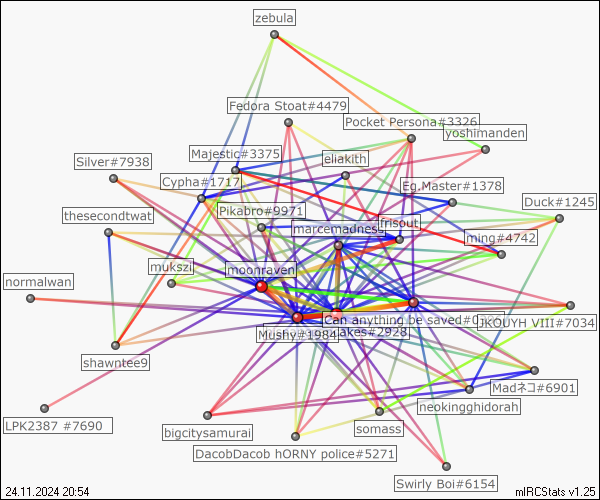 zebula
Fedora Stoat#4479
Pocket Persona#3326
yoshimanden
Majestic#3375
eliakith
Silver#7938
Cypha#1717
Eg.Master#1378
Duck#1245
Pikabro#9971
thesecondtwat
marcemadness
frisout
ming#4742
mukszi
moonraven
normalwan
Can anything be saved#0
JKOUYH VIII#7034
Mushy#1984
akes#2928
shawntee9
Madネコ#6901
neokingghidorah
LPK2387 #7690
bigcitysamurai
somass
DacobDacob hORNY police#5271
Swirly Boi#6154
24.11.2024 20:54
mIRCStats v1.25